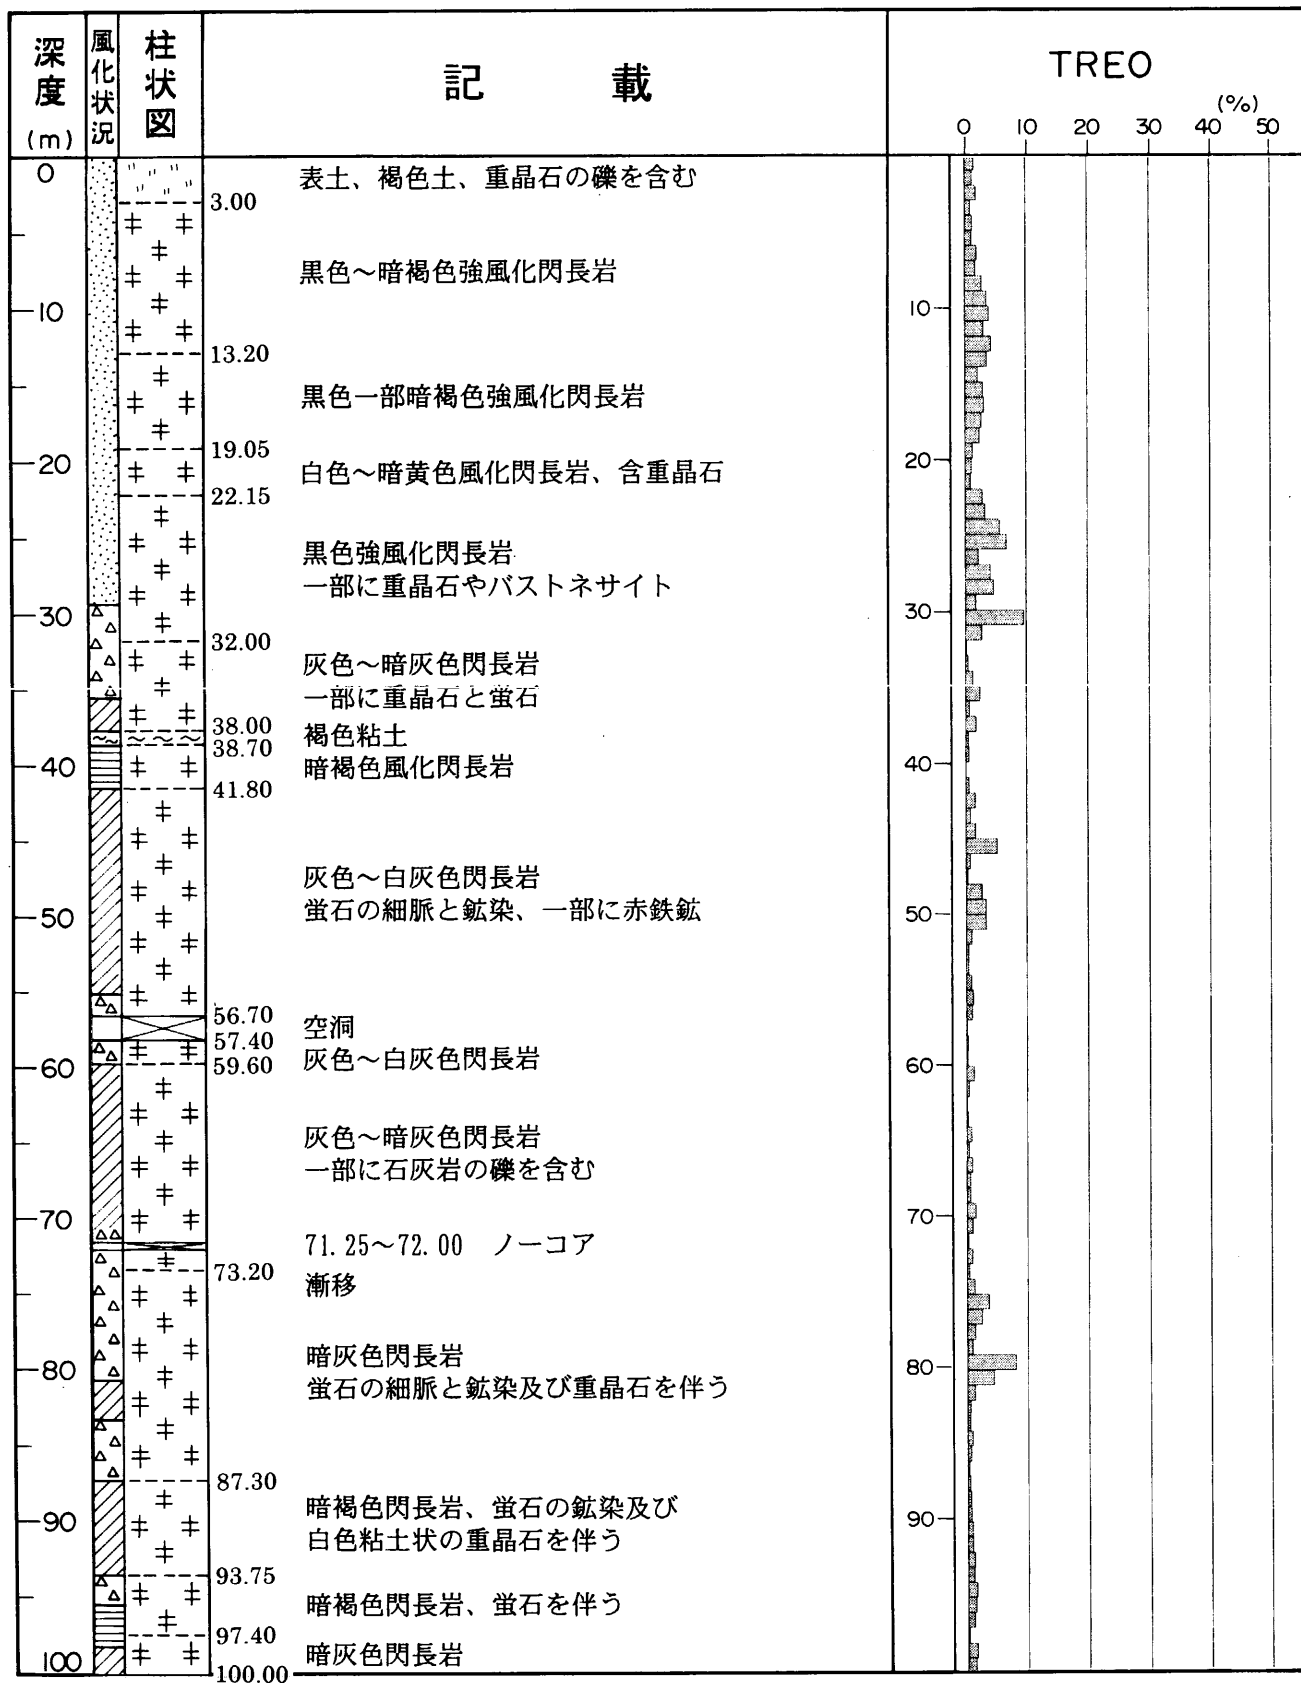 深度
(m)
風化状況
柱状図
記 載
TREO
(%)
0 10 20 30 40 50
0
10
20
30
40
50
60
70
80
90
100
3.00
13.20
19.05
22.15
32.00
38.00
38.70
41.80
56.70
57.40
59.60
73.20
87.30
93.75
97.40
100.00
表土、褐色土、重晶石の礫を含む
黒色～暗褐色強風化閃長岩
黒色一部暗褐色強風化閃長岩
白色～暗黄色風化閃長岩、含重晶石
黒色強風化閃長岩
一部に重晶石やバストネサイト
灰色～暗灰色閃長岩
一部に重晶石と蛍石
褐色粘土
暗褐色風化閃長岩
灰色～白灰色閃長岩
蛍石の細脈と鉱染、一部に赤鉄鉱
空洞
灰色～白灰色閃長岩
灰色～暗灰色閃長岩
一部に石灰岩の礫を含む
71.25～72.00 ノーコア
漸移
暗灰色閃長岩
蛍石の細脈と鉱染及び重晶石を伴う
暗褐色閃長岩、蛍石の鉱染及び
白色粘土状の重晶石を伴う
暗褐色閃長岩、蛍石を伴う
暗灰色閃長岩
10
20
30
40
50
60
70
80
90